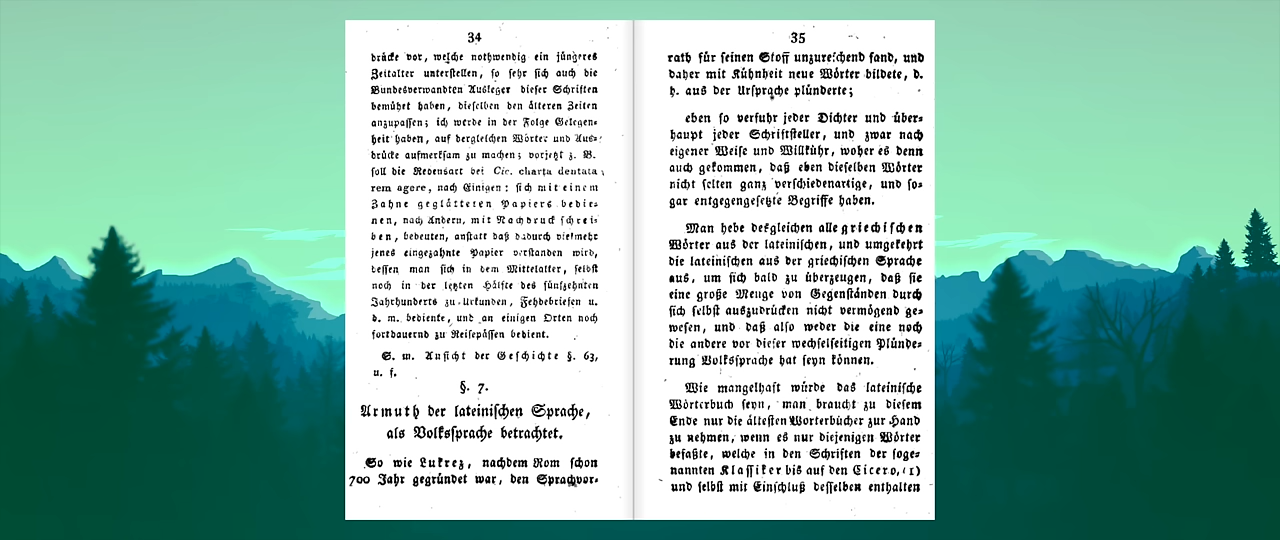 34
drücke vor, welche nothwendig ein jüngeres
Zeitalter unterstellen, so sehr sich auch die
Bundesverwandten Ausleger dieser Schriften
bemühet haben, dieselben den älteren Zeiten
anzupassen; ich werde in der Folge Gelegen-
heit haben, auf dergleichen Wörter und Aus-
drücke aufmerksam zu machen; vorjetzt z. B.
soll die Redensart bei Cic. charta dentata
rem agere, nach Einigen: sich mit einem
Zahne geglätteten Papiers bedie-
nen, nach Andern, mit Nachdruck schrei-
ben, bedeuten, anstatt daß dadurch vielmehr
jenes eingezahnte Papier verstanden wird,
dessen man sich in dem Mittelalter, selbst
noch in der letzten Hälfte des fünfzehnten
Jahrhunderts zu Urkunden, Fehdebriefen u.
d. m. bediente, und an einigen Orten noch
fortdauernd zu Reisepässen bedient.
S. m. Ansicht der Geschichte §. 63,
u. f.
§. 7.
Armuth der lateinischen Sprache,
als Volkssprache betrachtet.
So wie Lukrez, nachdem Rom schon
700 Jahr gegründet war, den Sprachvor-
35
rath für seinen Stoff unzureichend fand, und
daher mit Kühnheit neue Wörter bildete, d.
h. aus der Ursprache plünderte;
eben so verfuhr jeder Dichter und über-
haupt jeder Schriftsteller, und zwar nach
eigener Weise und Willkühr, woher es denn
auch gekommen, daß eben dieselben Wörter
nicht selten ganz verschiedenartige, und so-
gar entgegengesetzte Begriffe haben.
Man hebe desgleichen alle griechischen
Wörter aus der lateinischen, und umgekehrt
die lateinischen aus der griechischen Sprache
aus, um sich bald zu überzeugen, daß sie
eine große Menge von Gegenständen durch
sich selbst auszudrücken nicht vermögend ge-
wesen, und daß also weder die eine noch
die andere vor dieser wechselseitigen Plünde-
rung Volkssprache hat seyn können.
Wie mangelhaft würde das lateinische
Wörterbuch seyn, man braucht zu diesem
Ende nur die ältesten Worterbücher zur Hand
zu nehmen, wenn es nur diejenigen Wörter
befaßte, welche in den Schriften der soge-
nannten Klassiker bis auf den Cicero, (1)
und selbst mit Einschluß desselben enthalten